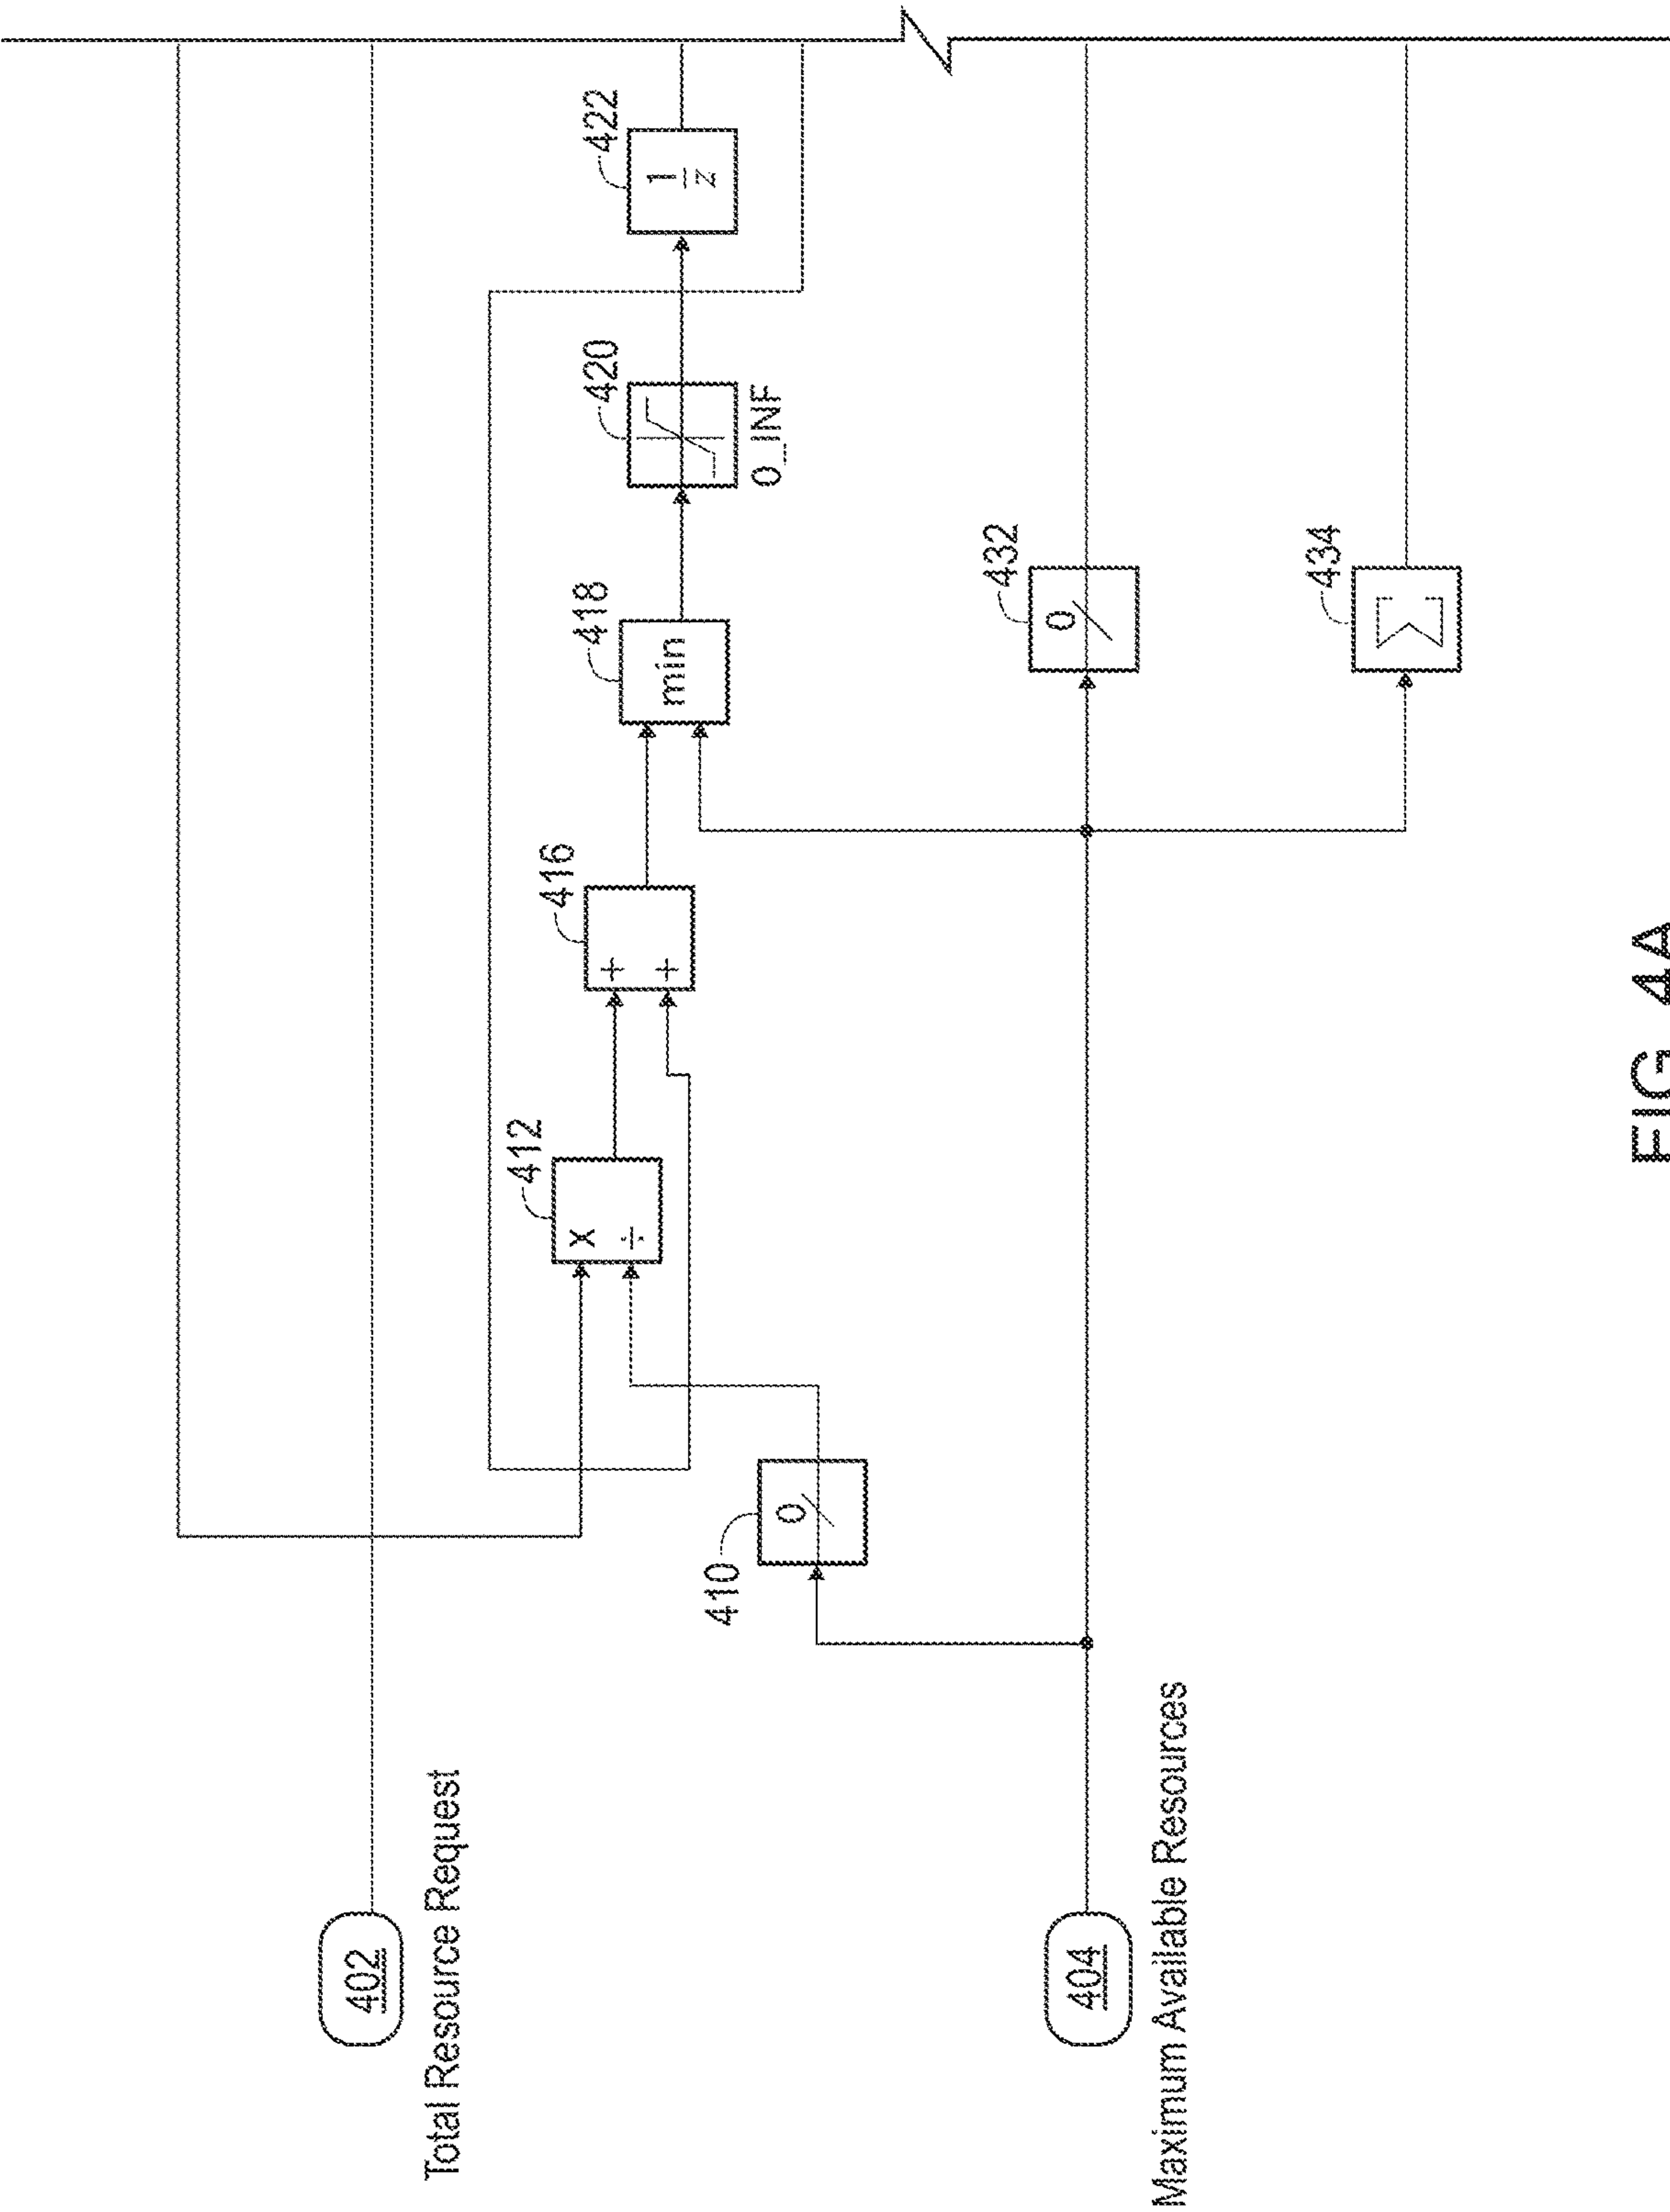 402
Total Resource Request
412
X
÷
416
+
+
418
min
420
0_INF
422
1
z
410
0
404
Maximum Available Resources
432
0
434
Σ
FIG 4A